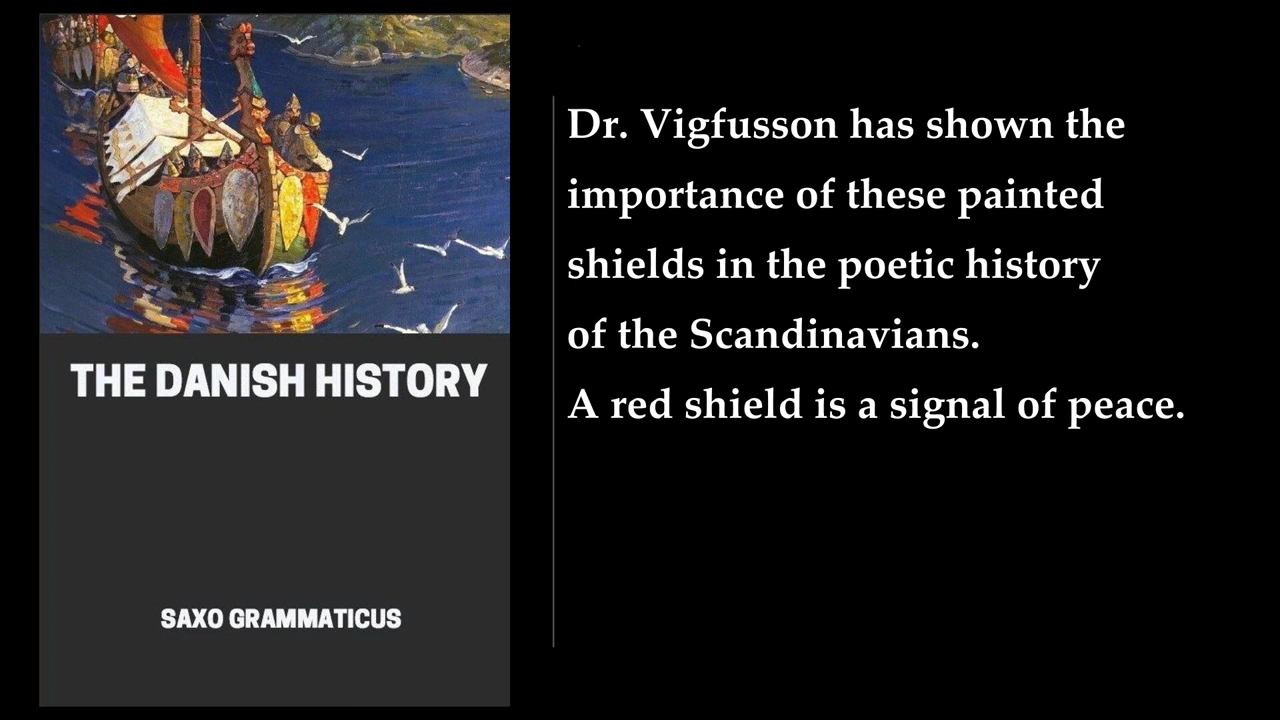 THE DANISH HISTORY
SAXO GRAMMATICUS
Dr. Vigfusson has shown the
importance of these painted
shields in the poetic history
of the Scandinavians.
A red shield is a signal of peace.